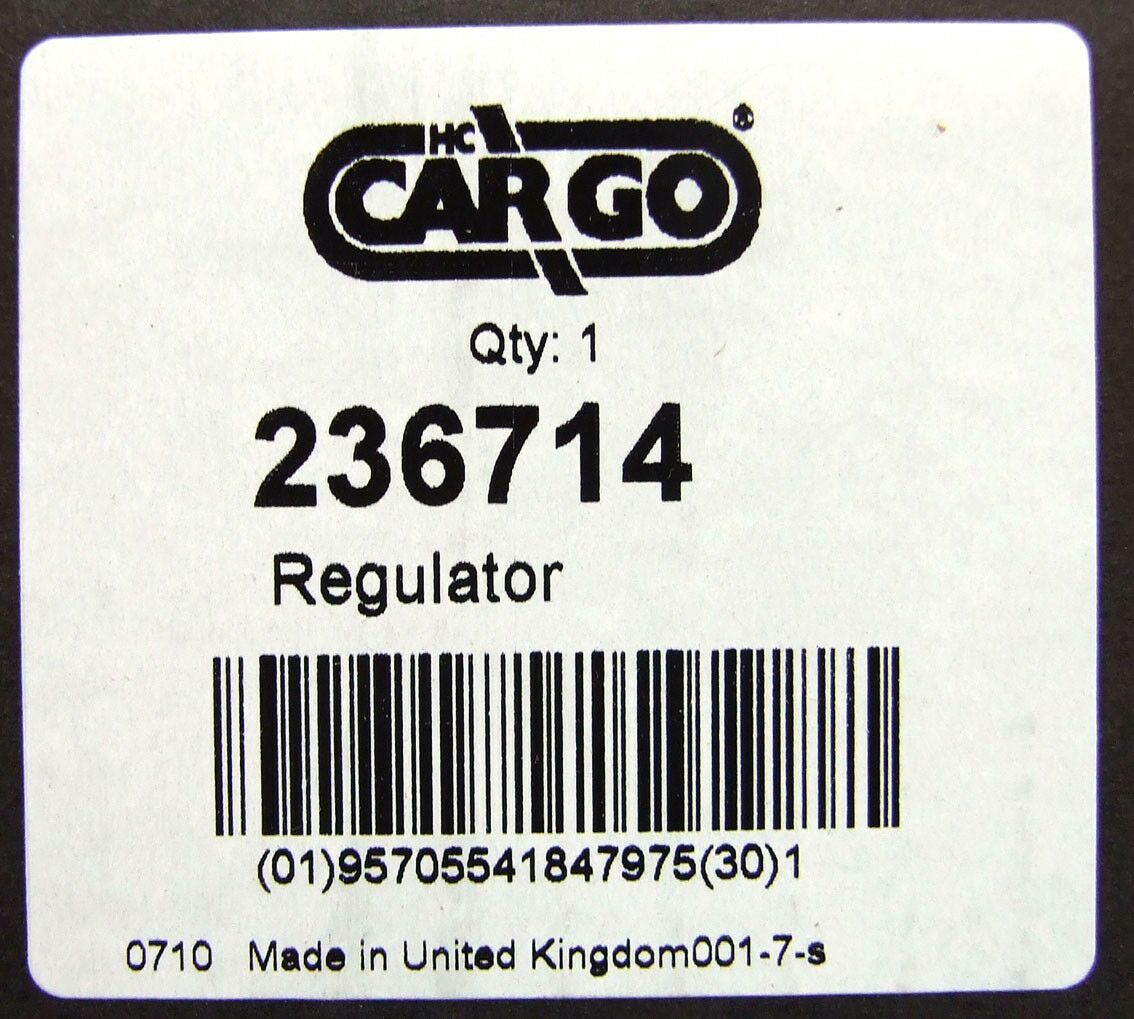 HC
CARGO®
Qty: 1
236714
Regulator
(01)95705541847975(30)1
0710 Made in United Kingdom001-7-s